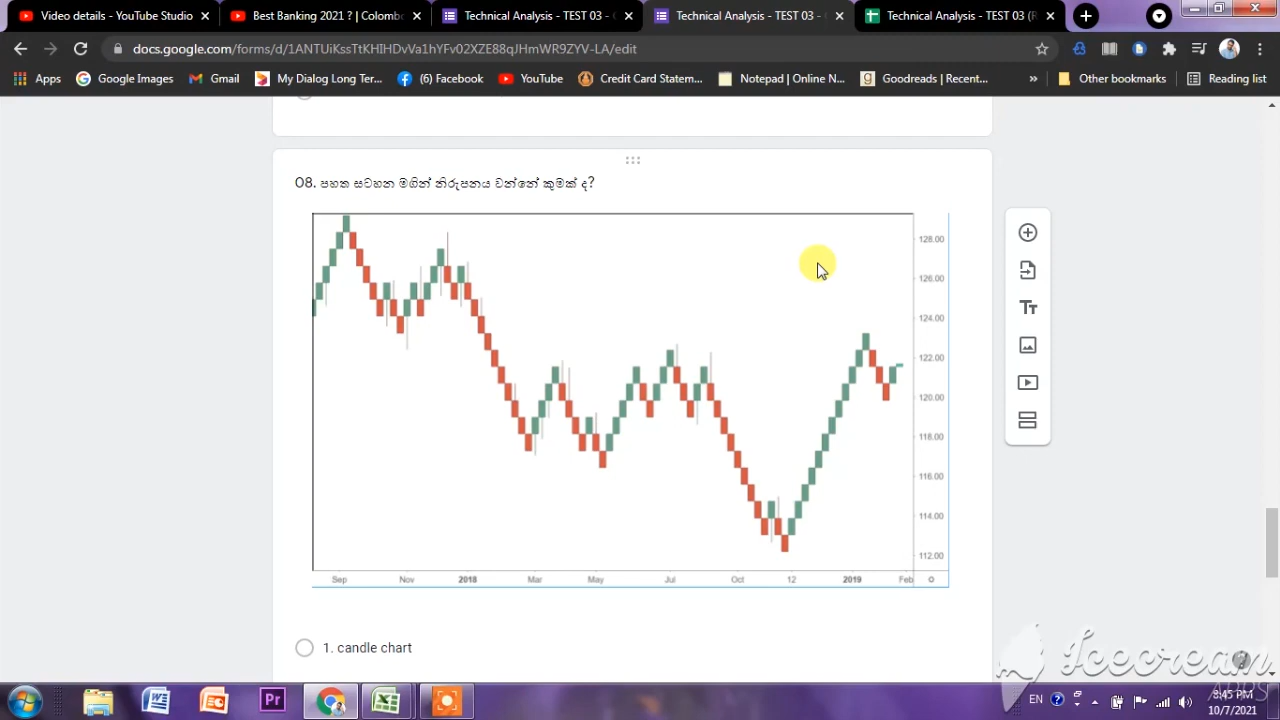 Video details - YouTube Studio
Best Banking 2021 ? | Colomb
Technical Analysis - TEST 03 -
Technical Analysis - TEST 03 -
Technical Analysis - TEST 03 (R
docs.google.com/forms/d/1ANTUiKssTtKHIHDvVa1hYFv02XZE88qJHmWR9ZYV-LA/edit
Apps
Google Images
Gmail
My Dialog Long Ter...
(6) Facebook
YouTube
Credit Card Statem...
Notepad | Online N...
Goodreads | Recent...
»
Other bookmarks
Reading list
08. පහත සටහන මගින් නිරුපනය වන්නේ කුමක් ද?
128.00
126.00
124.00
122.00
120.00
118.00
116.00
114.00
112.00
Sep Nov 2018 Mar May Jul Oct 12 2019 Feb
1. candle chart
Icecream
APPS
EN
8:45 PM
10/7/2021